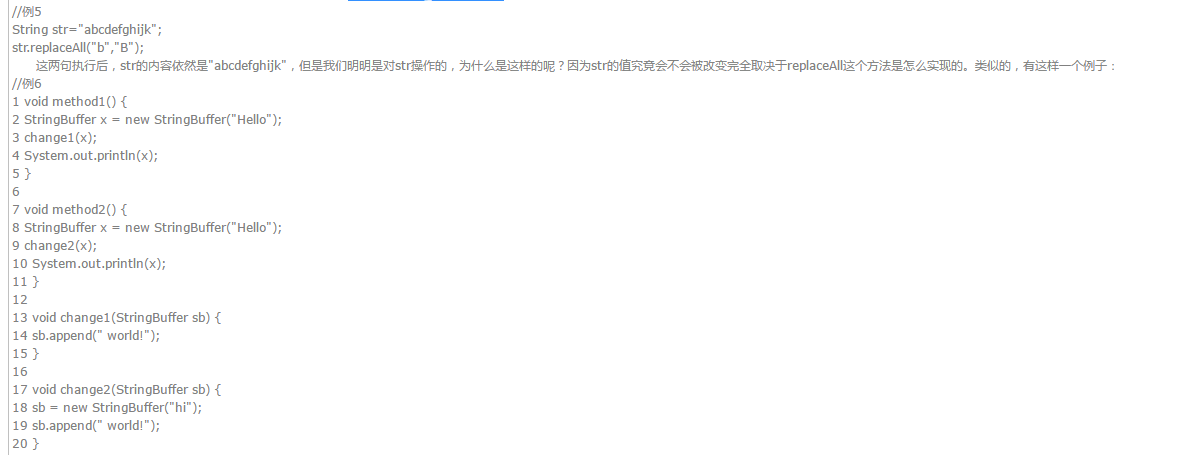 //例5
String str="abcdefghijk";
str.replaceAll("b","B");
这两句执行后，str的内容依然是"abcdefghijk"，但是我们明明是对str操作的，为什么是这样的呢？因为str的值究竟会不会被改变完全取决于replaceAll这个方法是怎么实现的。类似的，有这样一个例子：
//例6
1 void method1() {
2 StringBuffer x = new StringBuffer("Hello");
3 change1(x);
4 System.out.println(x);
5 }
6
7 void method2() {
8 StringBuffer x = new StringBuffer("Hello");
9 change2(x);
10 System.out.println(x);
11 }
12
13 void change1(StringBuffer sb) {
14 sb.append(" world!");
15 }
16
17 void change2(StringBuffer sb) {
18 sb = new StringBuffer("hi");
19 sb.append(" world!");
20 }